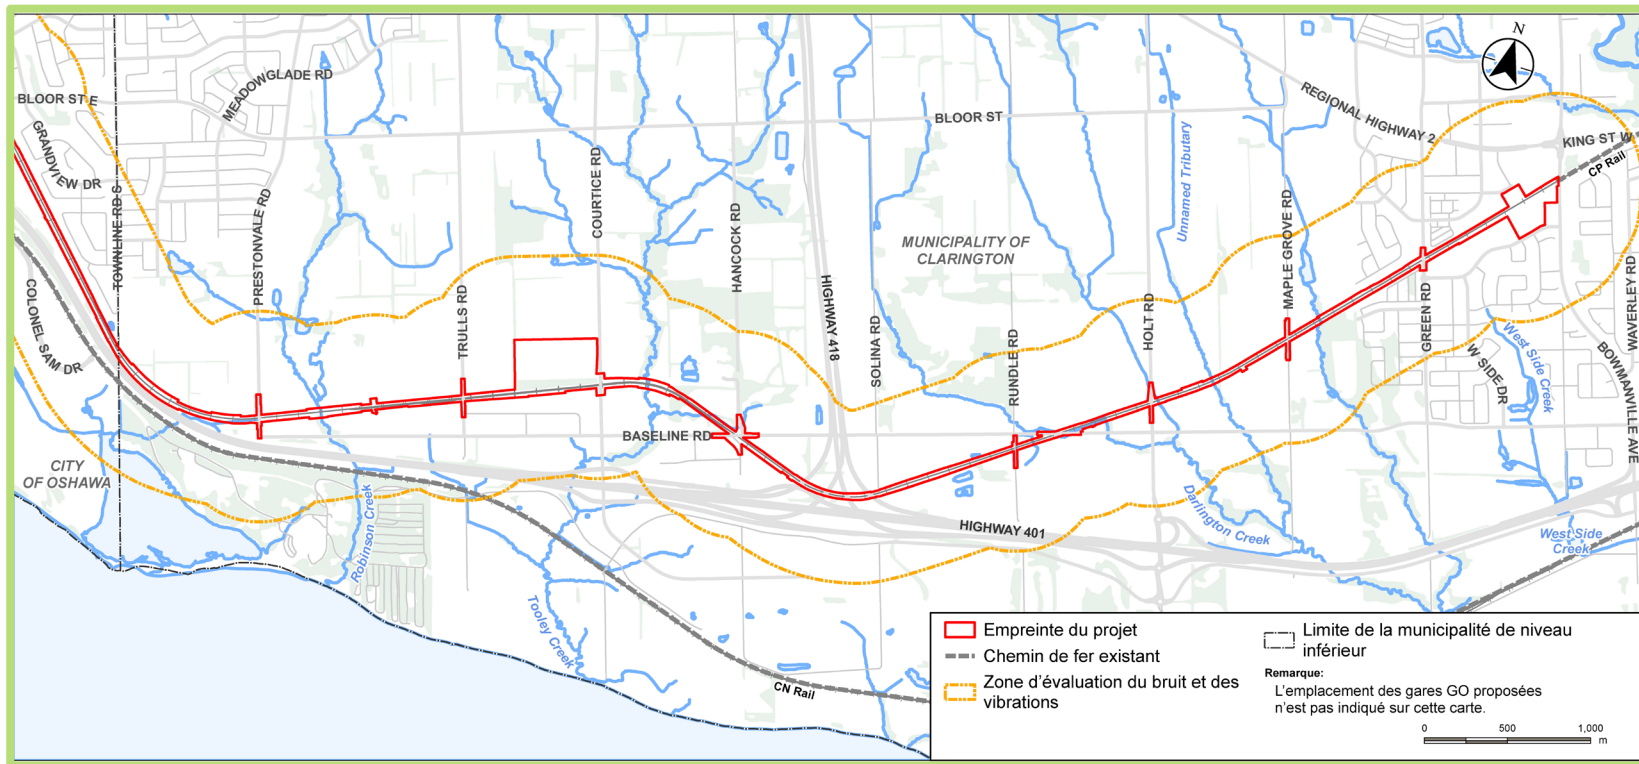 N
MEADOWGLADE RD
BLOOR ST E
GRANDVIEW DR
TOWNLINE RD S
PRESTONVALE RD
COURTICE RD
BLOOR ST
Unnamed Tributary
REGIONAL HIGHWAY 2
KING ST W
CP Rail
HANCOCK RD
MUNICIPALITY OF
CLARINGTON
MAPLE GROVE RD
COLONEL SAM DR
TRULLS RD
HIGHWAY 418
SOLINA RD
RUNDLE RD
HOLT RD
GREEN RD
WAVERLEY RD
W SIDE DR
West Side
Creek
BOWMANVILLE AVE
BASELINE RD
CITY
OF OSHAWA
Robinson Creek
HIGHWAY 401
Darlington Creek
West Side
Creek
Tooley Creek
CN Rail
Empreinte du projet
Chemin de fer existant
Zone d'évaluation du bruit et des
vibrations
Limite de la municipalité de niveau
inférieur
Remarque:
L'emplacement des gares GO proposées
n'est pas indiqué sur cette carte.
0 500 1,000
m